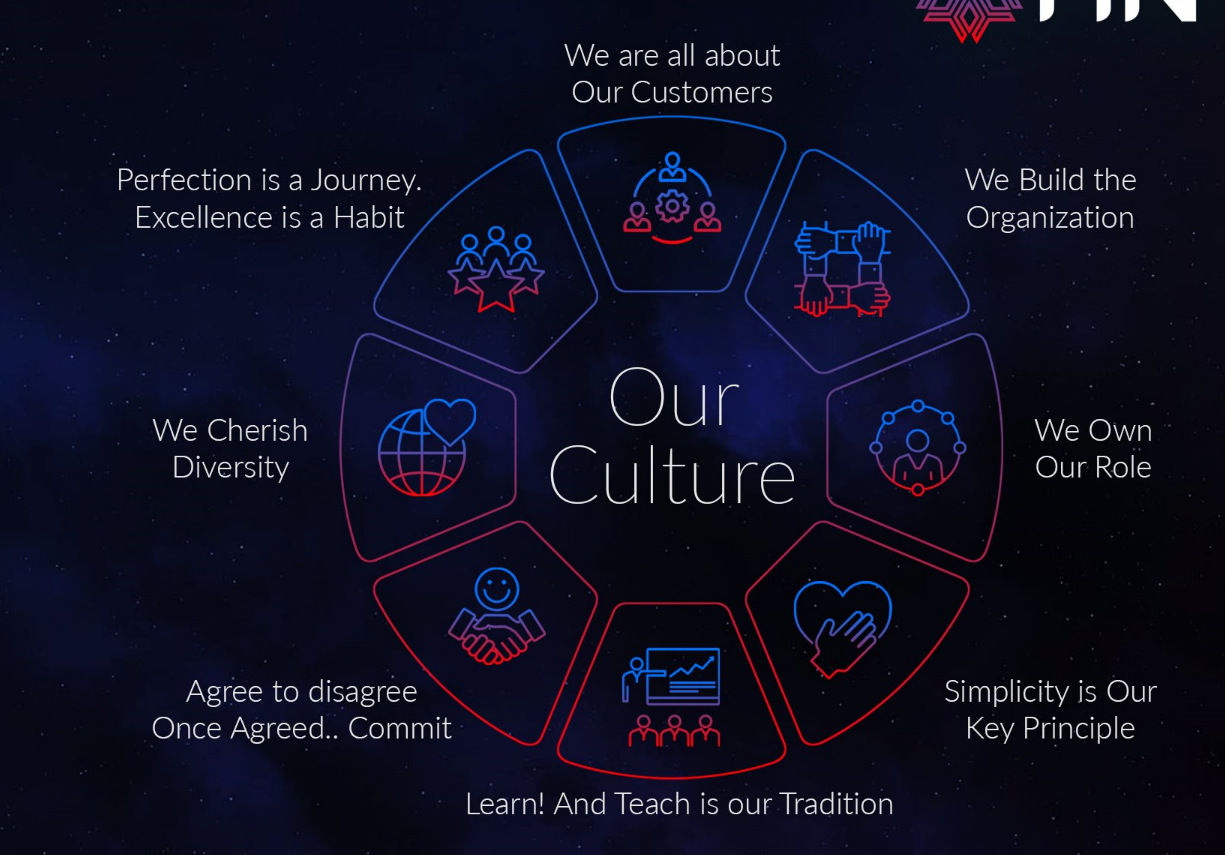 We are all about
Our Customers
Perfection is a Journey.
Excellence is a Habit
We Build the
Organization
Our
Culture
We Cherish
Diversity
We Own
Our Role
Agree to disagree
Once Agreed.. Commit
Simplicity is Our
Key Principle
Learn! And Teach is our Tradition